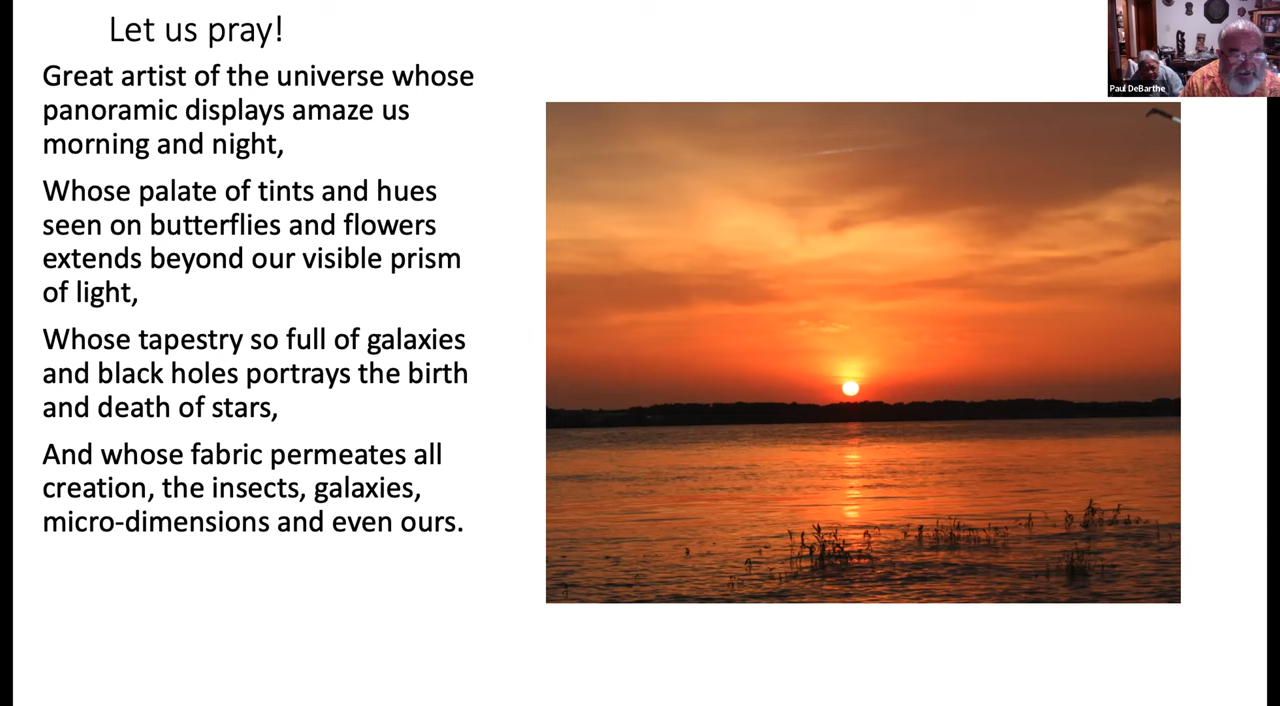 Let us pray!
Great artist of the universe whose
panoramic displays amaze us
morning and night,
Whose palate of tints and hues
seen on butterflies and flowers
extends beyond our visible prism
of light,
Whose tapestry so full of galaxies
and black holes portrays the birth
and death of stars,
And whose fabric permeates all
creation, the insects, galaxies,
micro-dimensions and even ours.
Paul DeBarthe